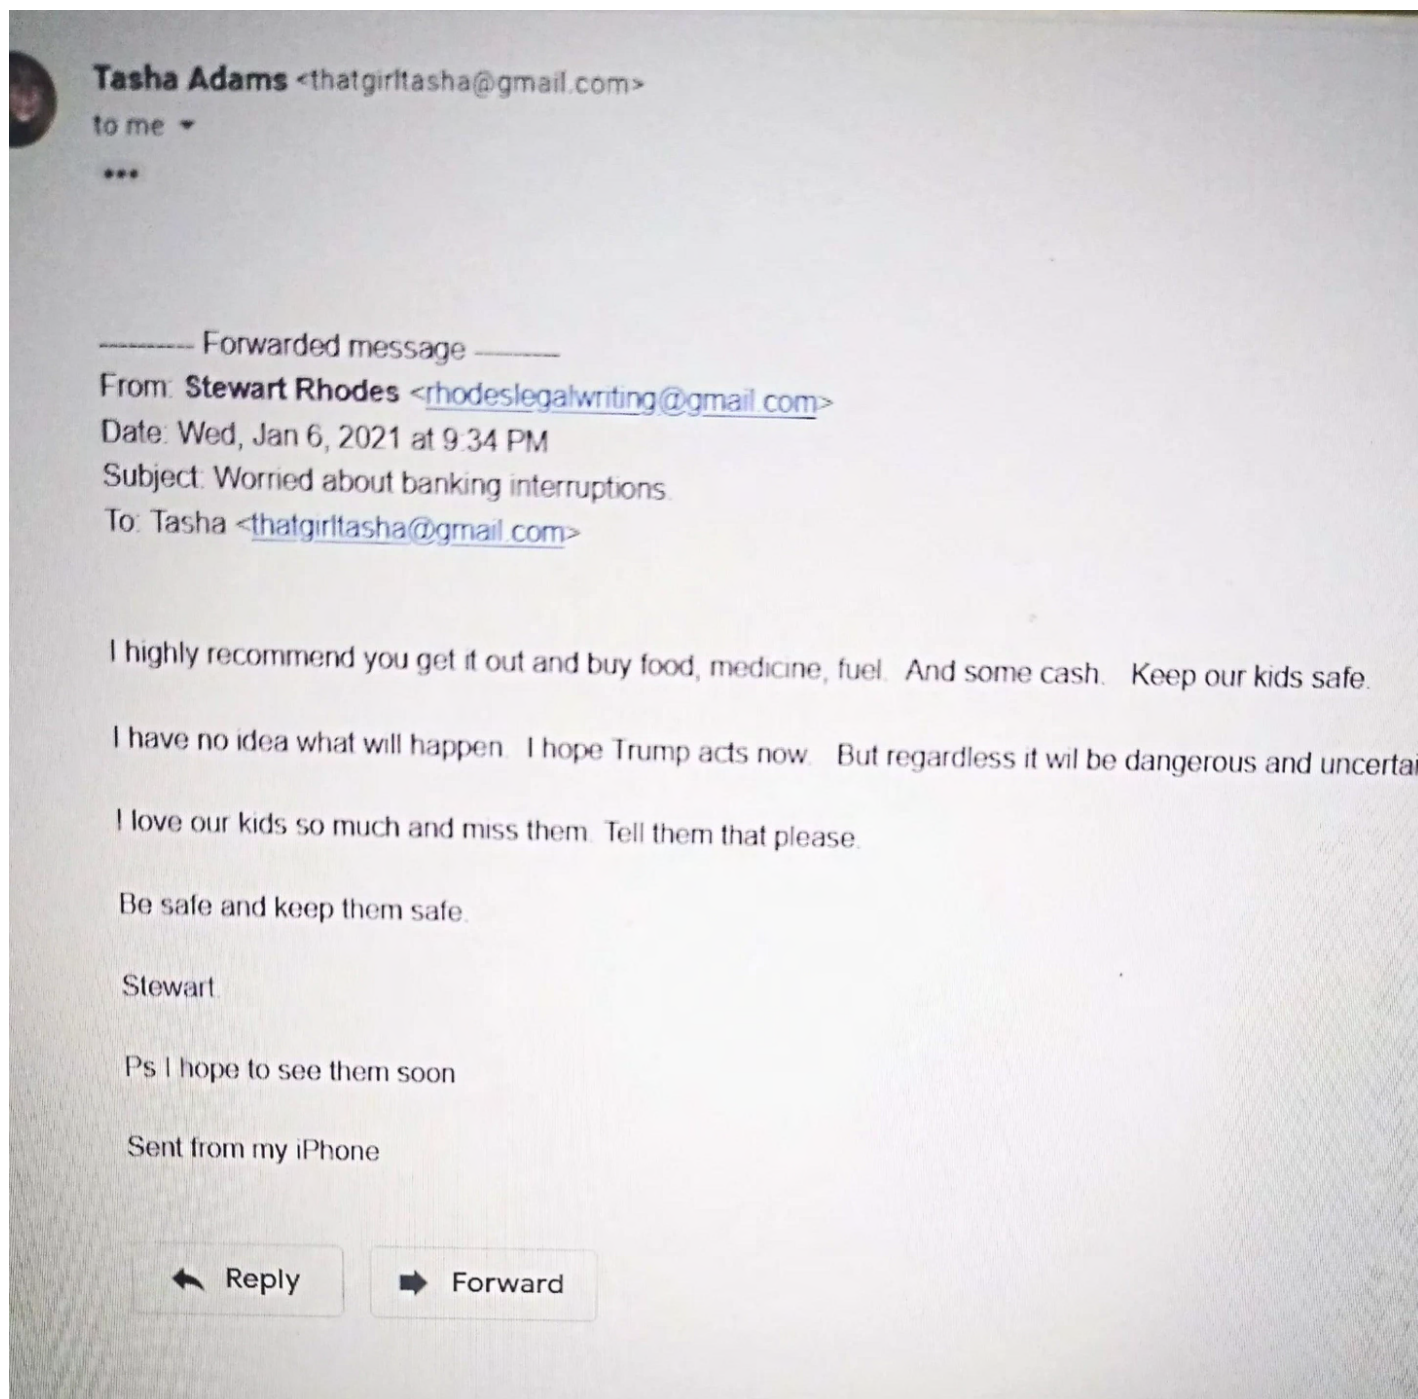 Tasha Adams <thatgirltasha@gmail.com>
to me
•••
---------- Forwarded message ----------
From: Stewart Rhodes <rhodeslegalwriting@gmail.com>
Date: Wed, Jan 6, 2021 at 9:34 PM
Subject: Worried about banking interruptions.
To: Tasha <thatgirltasha@gmail.com>
I highly recommend you get it out and buy food, medicine, fuel. And some cash. Keep our kids safe.
I have no idea what will happen. I hope Trump acts now. But regardless it wil be dangerous and uncertai
I love our kids so much and miss them. Tell them that please.
Be safe and keep them safe.
Stewart
Ps I hope to see them soon
Sent from my iPhone
Reply
Forward